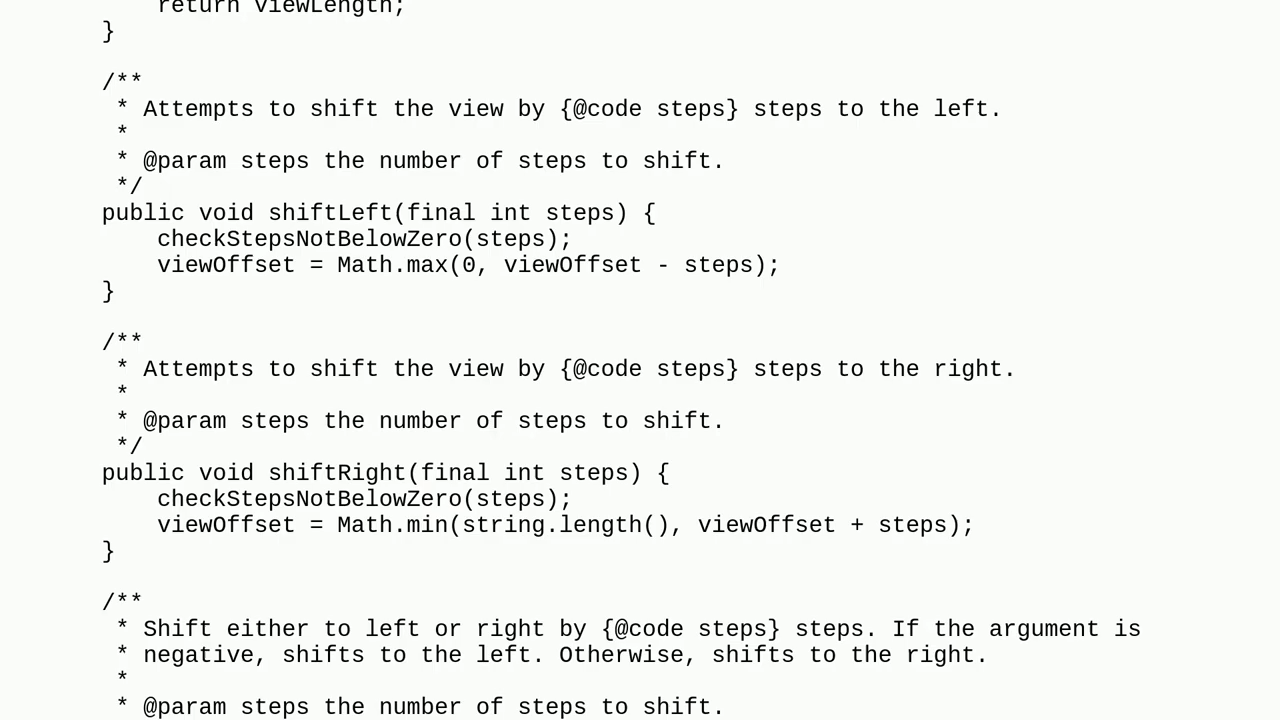 return viewLength;
}
/**
* Attempts to shift the view by {@code steps} steps to the left.
*
* @param steps the number of steps to shift.
*/
public void shiftLeft(final int steps) {
checkStepsNotBelowZero(steps);
viewOffset = Math.max(0, viewOffset - steps);
}
/**
* Attempts to shift the view by {@code steps} steps to the right.
*
* @param steps the number of steps to shift.
*/
public void shiftRight(final int steps) {
checkStepsNotBelowZero(steps);
viewOffset = Math.min(string.length(), viewOffset + steps);
}
/**
* Shift either to left or right by {@code steps} steps. If the argument is
* negative, shifts to the left. Otherwise, shifts to the right.
*
* @param steps the number of steps to shift.